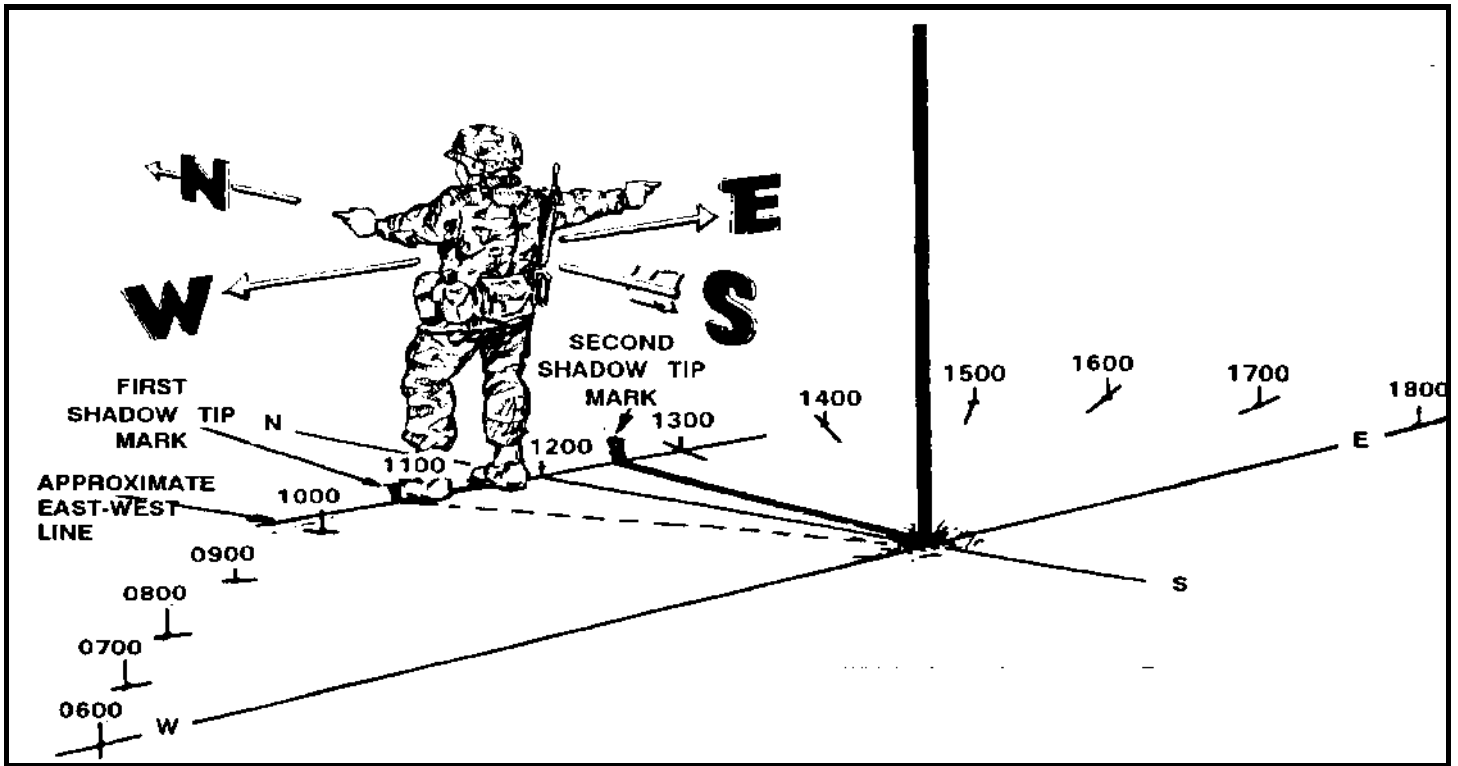 N
E
W
S
SECOND
SHADOW TIP
MARK
FIRST
SHADOW TIP
MARK
N
APPROXIMATE
EAST-WEST
LINE
0600
0700
0800
0900
1000
1100
1200
1300
1400
1500
1600
1700
1800
E
S
W